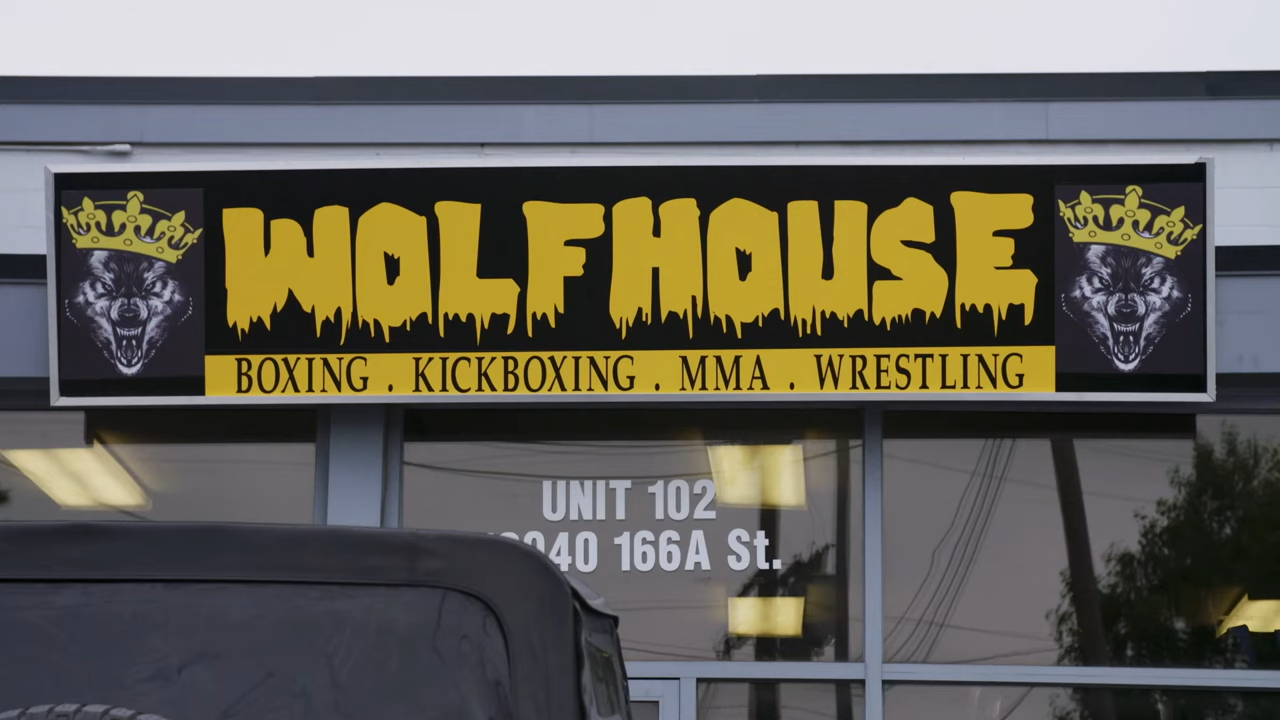 WOLFHOUSE
BOXING . KICKBOXING . MMA . WRESTLING
UNIT 102
166A St.